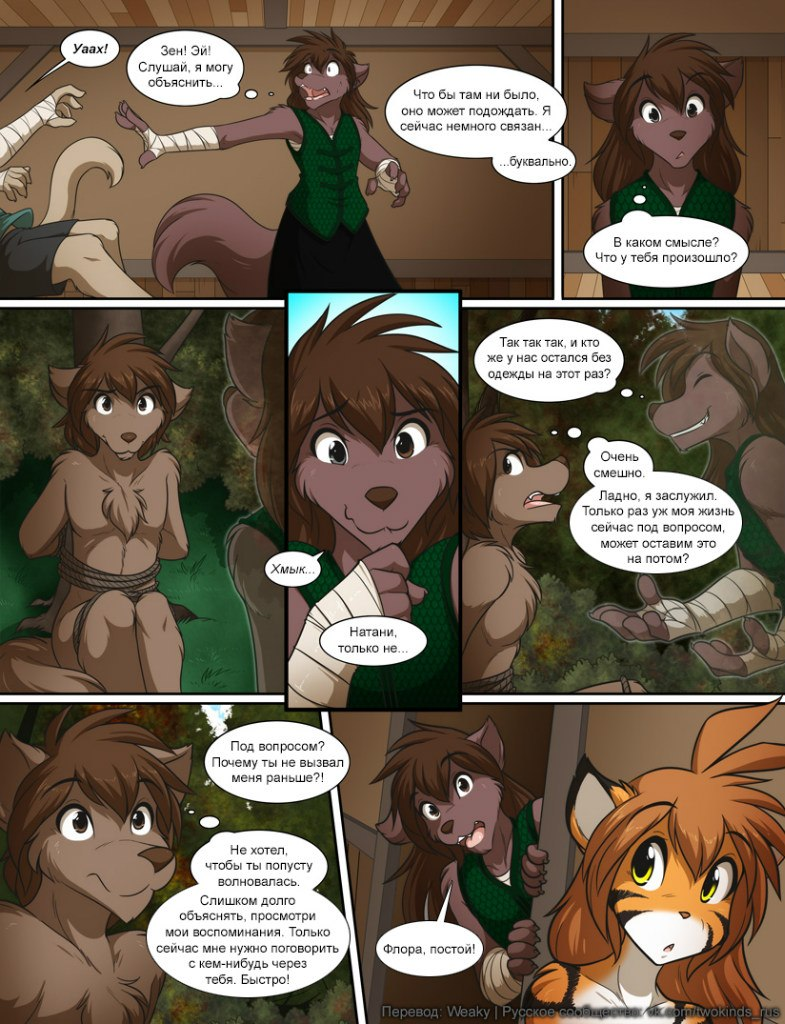 Уаах!
Зен! Эй!
Слушай, я могу
объяснить...
Что бы там ни было,
оно может подождать. Я
сейчас немного связан...
...буквально.
В каком смысле?
Что у тебя произошло?
Хмык...
Натани,
только не...
Так так так, и кто
же у нас остался без
одежды на этот раз?
Очень
смешно.
Ладно, я заслужил.
Только раз уж моя жизнь
сейчас под вопросом,
может оставим это
на потом?
Под вопросом?
Почему ты не вызвал
меня раньше?!
Не хотел,
чтобы ты попусту
волновалась.
Слишком долго
объяснять, просмотри
мои воспоминания. Только
сейчас мне нужно поговорить
с кем-нибудь через
тебя. Быстро!
Флора, постой!
Перевод: Weaky | Русское сообщество: vk.com/twokinds_rus